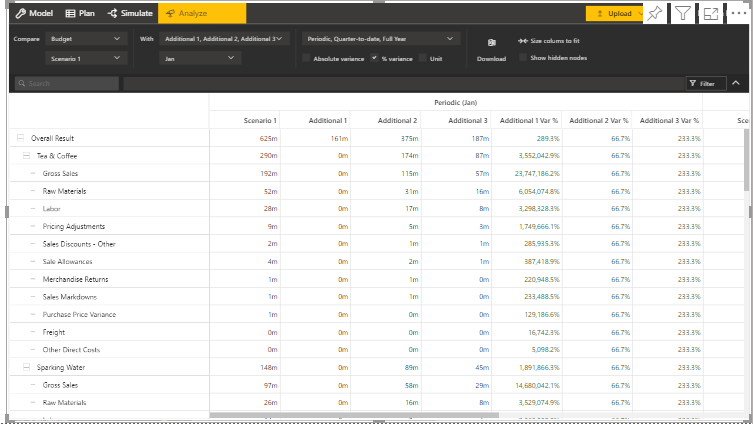 Model Plan Simulate Analyze Upload
Compare Budget With Additional 1, Additional 2, Additional 3 Periodic, Quarter-to-date, Full Year Size colums to fit
Scenario 1 Jan Absolute variance % variance Unit Download Show hidden nodes
Search Filter
Periodic (Jan)
Scenario 1 Additional 1 Additional 2 Additional 3 Additional 1 Var % Additional 2 Var % Additional 3 Var % Sce
Overall Result 625m 161m 375m 187m 289.3% 66.7% 233.3%
Tea & Coffee 290m 0m 174m 87m 3,552,042.9% 66.7% 233.3%
Gross Sales 192m 0m 115m 57m 23,747,186.2% 66.7% 233.3%
Raw Materials 52m 0m 31m 16m 6,054,074.8% 66.7% 233.3%
Labor 28m 0m 17m 8m 3,298,328.3% 66.7% 233.3%
Pricing Adjustments 9m 0m 5m 3m 1,749,666.1% 66.7% 233.3%
Sales Discounts - Other 2m 0m 1m 1m 285,935.3% 66.7% 233.3%
Sale Allowances 4m 0m 2m 1m 387,418.9% 66.7% 233.3%
Merchandise Returns 1m 0m 1m 0m 220,948.5% 66.7% 233.3%
Sales Markdowns 1m 0m 1m 0m 233,488.5% 66.7% 233.3%
Purchase Price Variance 1m 0m 0m 0m 129,186.6% 66.7% 233.3%
Freight 0m 0m 0m 0m 16,742.3% 66.7% 233.3%
Other Direct Costs 0m 0m 0m 0m 5,098.2% 66.7% 233.3%
Sparking Water 148m 0m 89m 45m 1,891,866.3% 66.7% 233.3%
Gross Sales 97m 0m 58m 29m 14,680,042.1% 66.7% 233.3%
Raw Materials 26m 0m 16m 8m 3,529,074.9% 66.7% 233.3%